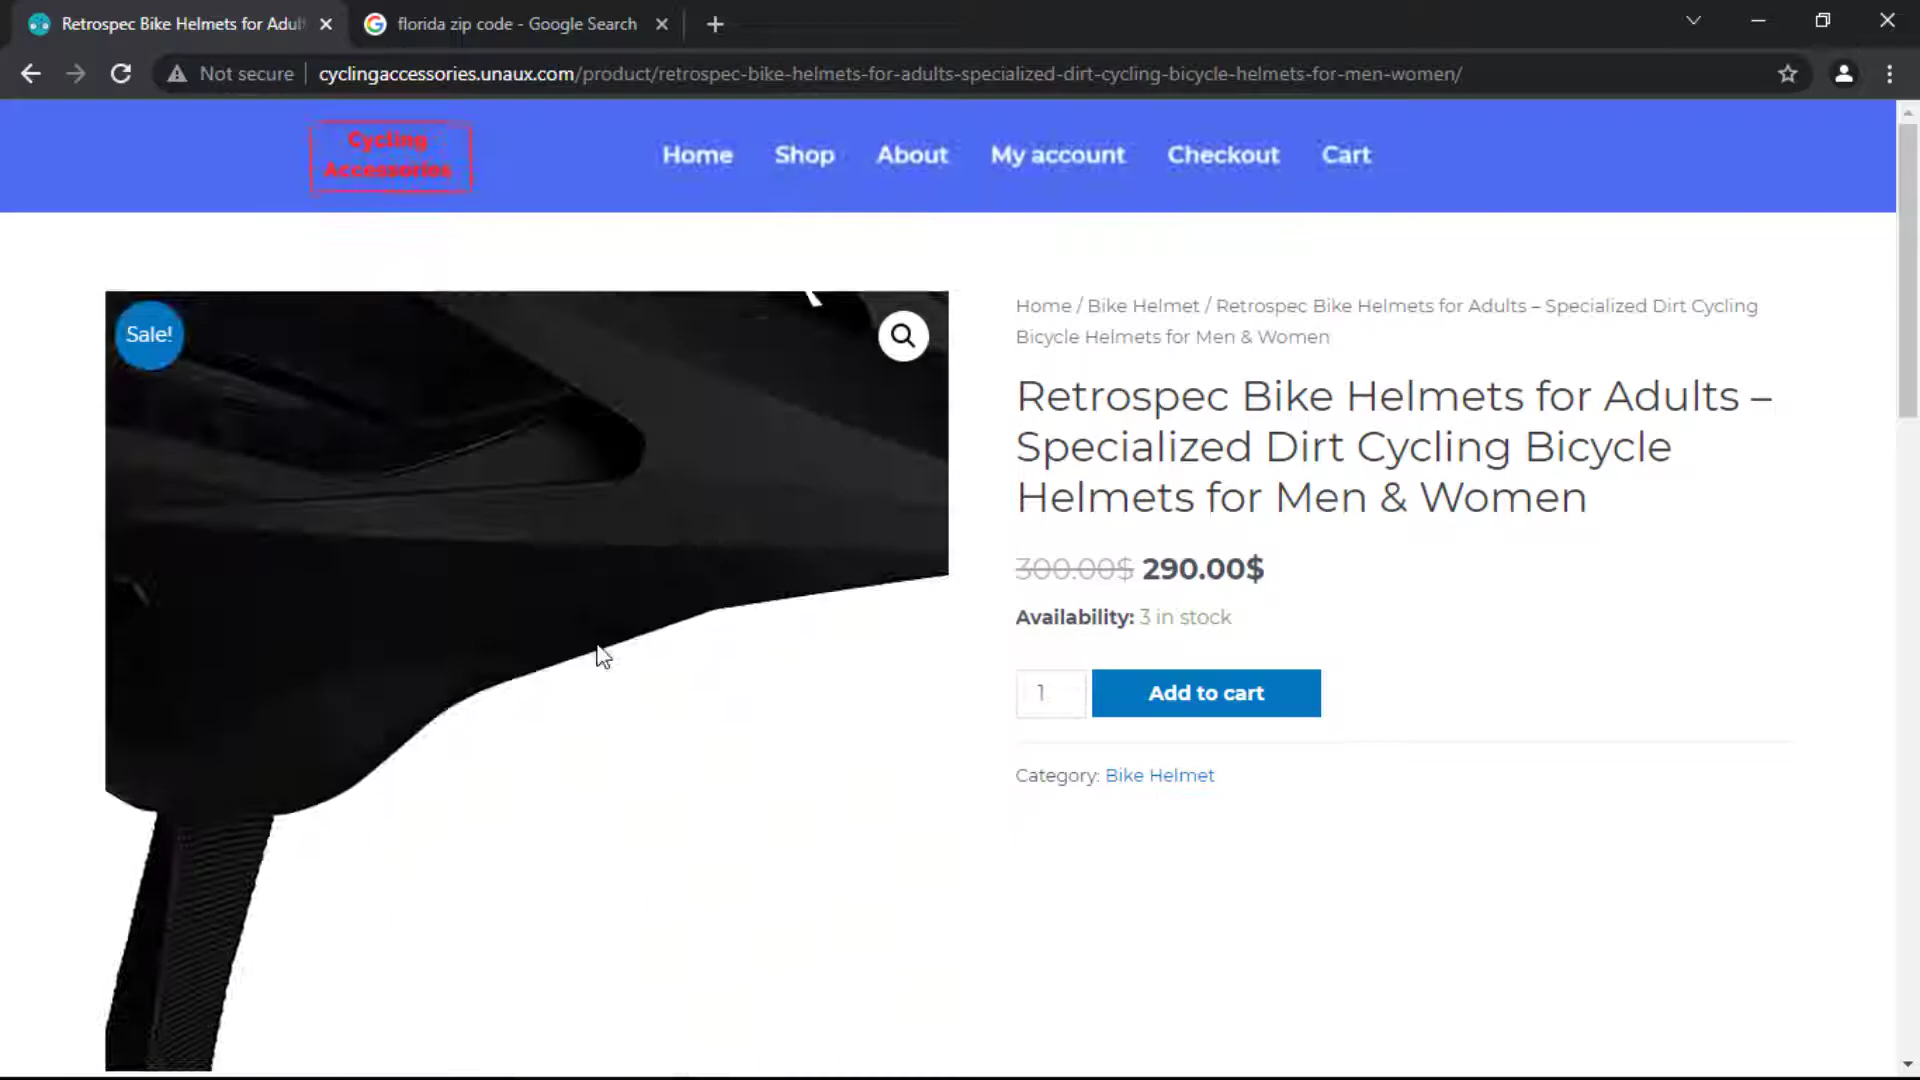 Retrospec Bike Helmets for Adul
florida zip code - Google Search
Not secure
cyclingaccessories.unaux.com/product/retrospec-bike-helmets-for-adults-specialized-dirt-cycling-bicycle-helmets-for-men-women/
Cycling
Accessories
Home
Shop
About
My account
Checkout
Cart
Sale!
Home / Bike Helmet / Retrospec Bike Helmets for Adults – Specialized Dirt Cycling
Bicycle Helmets for Men & Women
Retrospec Bike Helmets for Adults –
Specialized Dirt Cycling Bicycle
Helmets for Men & Women
300.00$ 290.00$
Availability: 3 in stock
1
Add to cart
Category: Bike Helmet